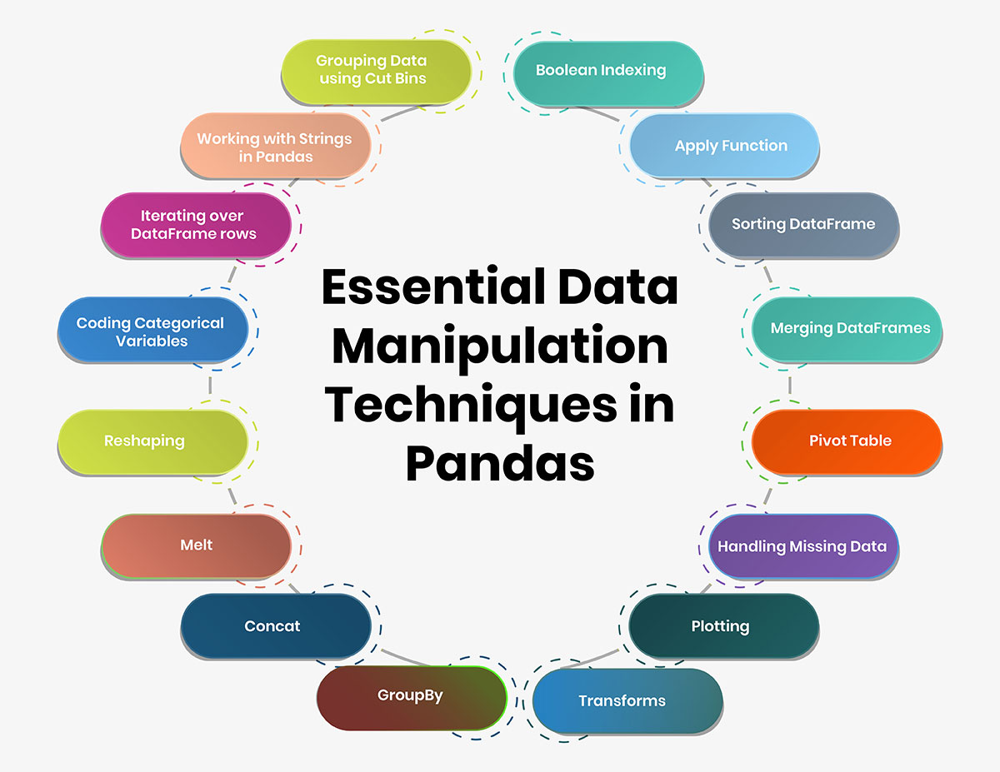 Grouping Data
using Cut Bins
Boolean Indexing
Working with Strings
in Pandas
Apply Function
Iterating over
DataFrame rows
Sorting DataFrame
Essential Data
Manipulation
Techniques in
Pandas
Coding Categorical
Variables
Merging DataFrames
Reshaping
Pivot Table
Melt
Handling Missing Data
Concat
Plotting
GroupBy
Transforms